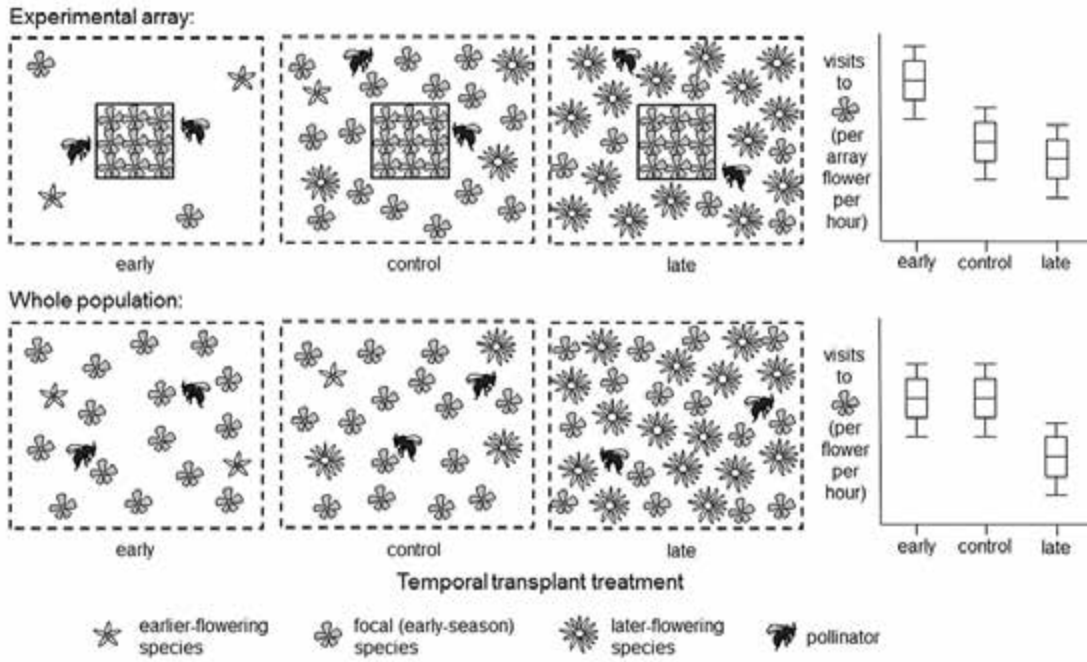 Experimental array:
early
control
late
visits
to
(per
array
flower
per
hour)
early control late
Whole population:
early
control
late
visits
to
(per
flower
per
hour)
early control late
Temporal transplant treatment
earlier-flowering
species
focal (early-season)
species
later-flowering
species
pollinator